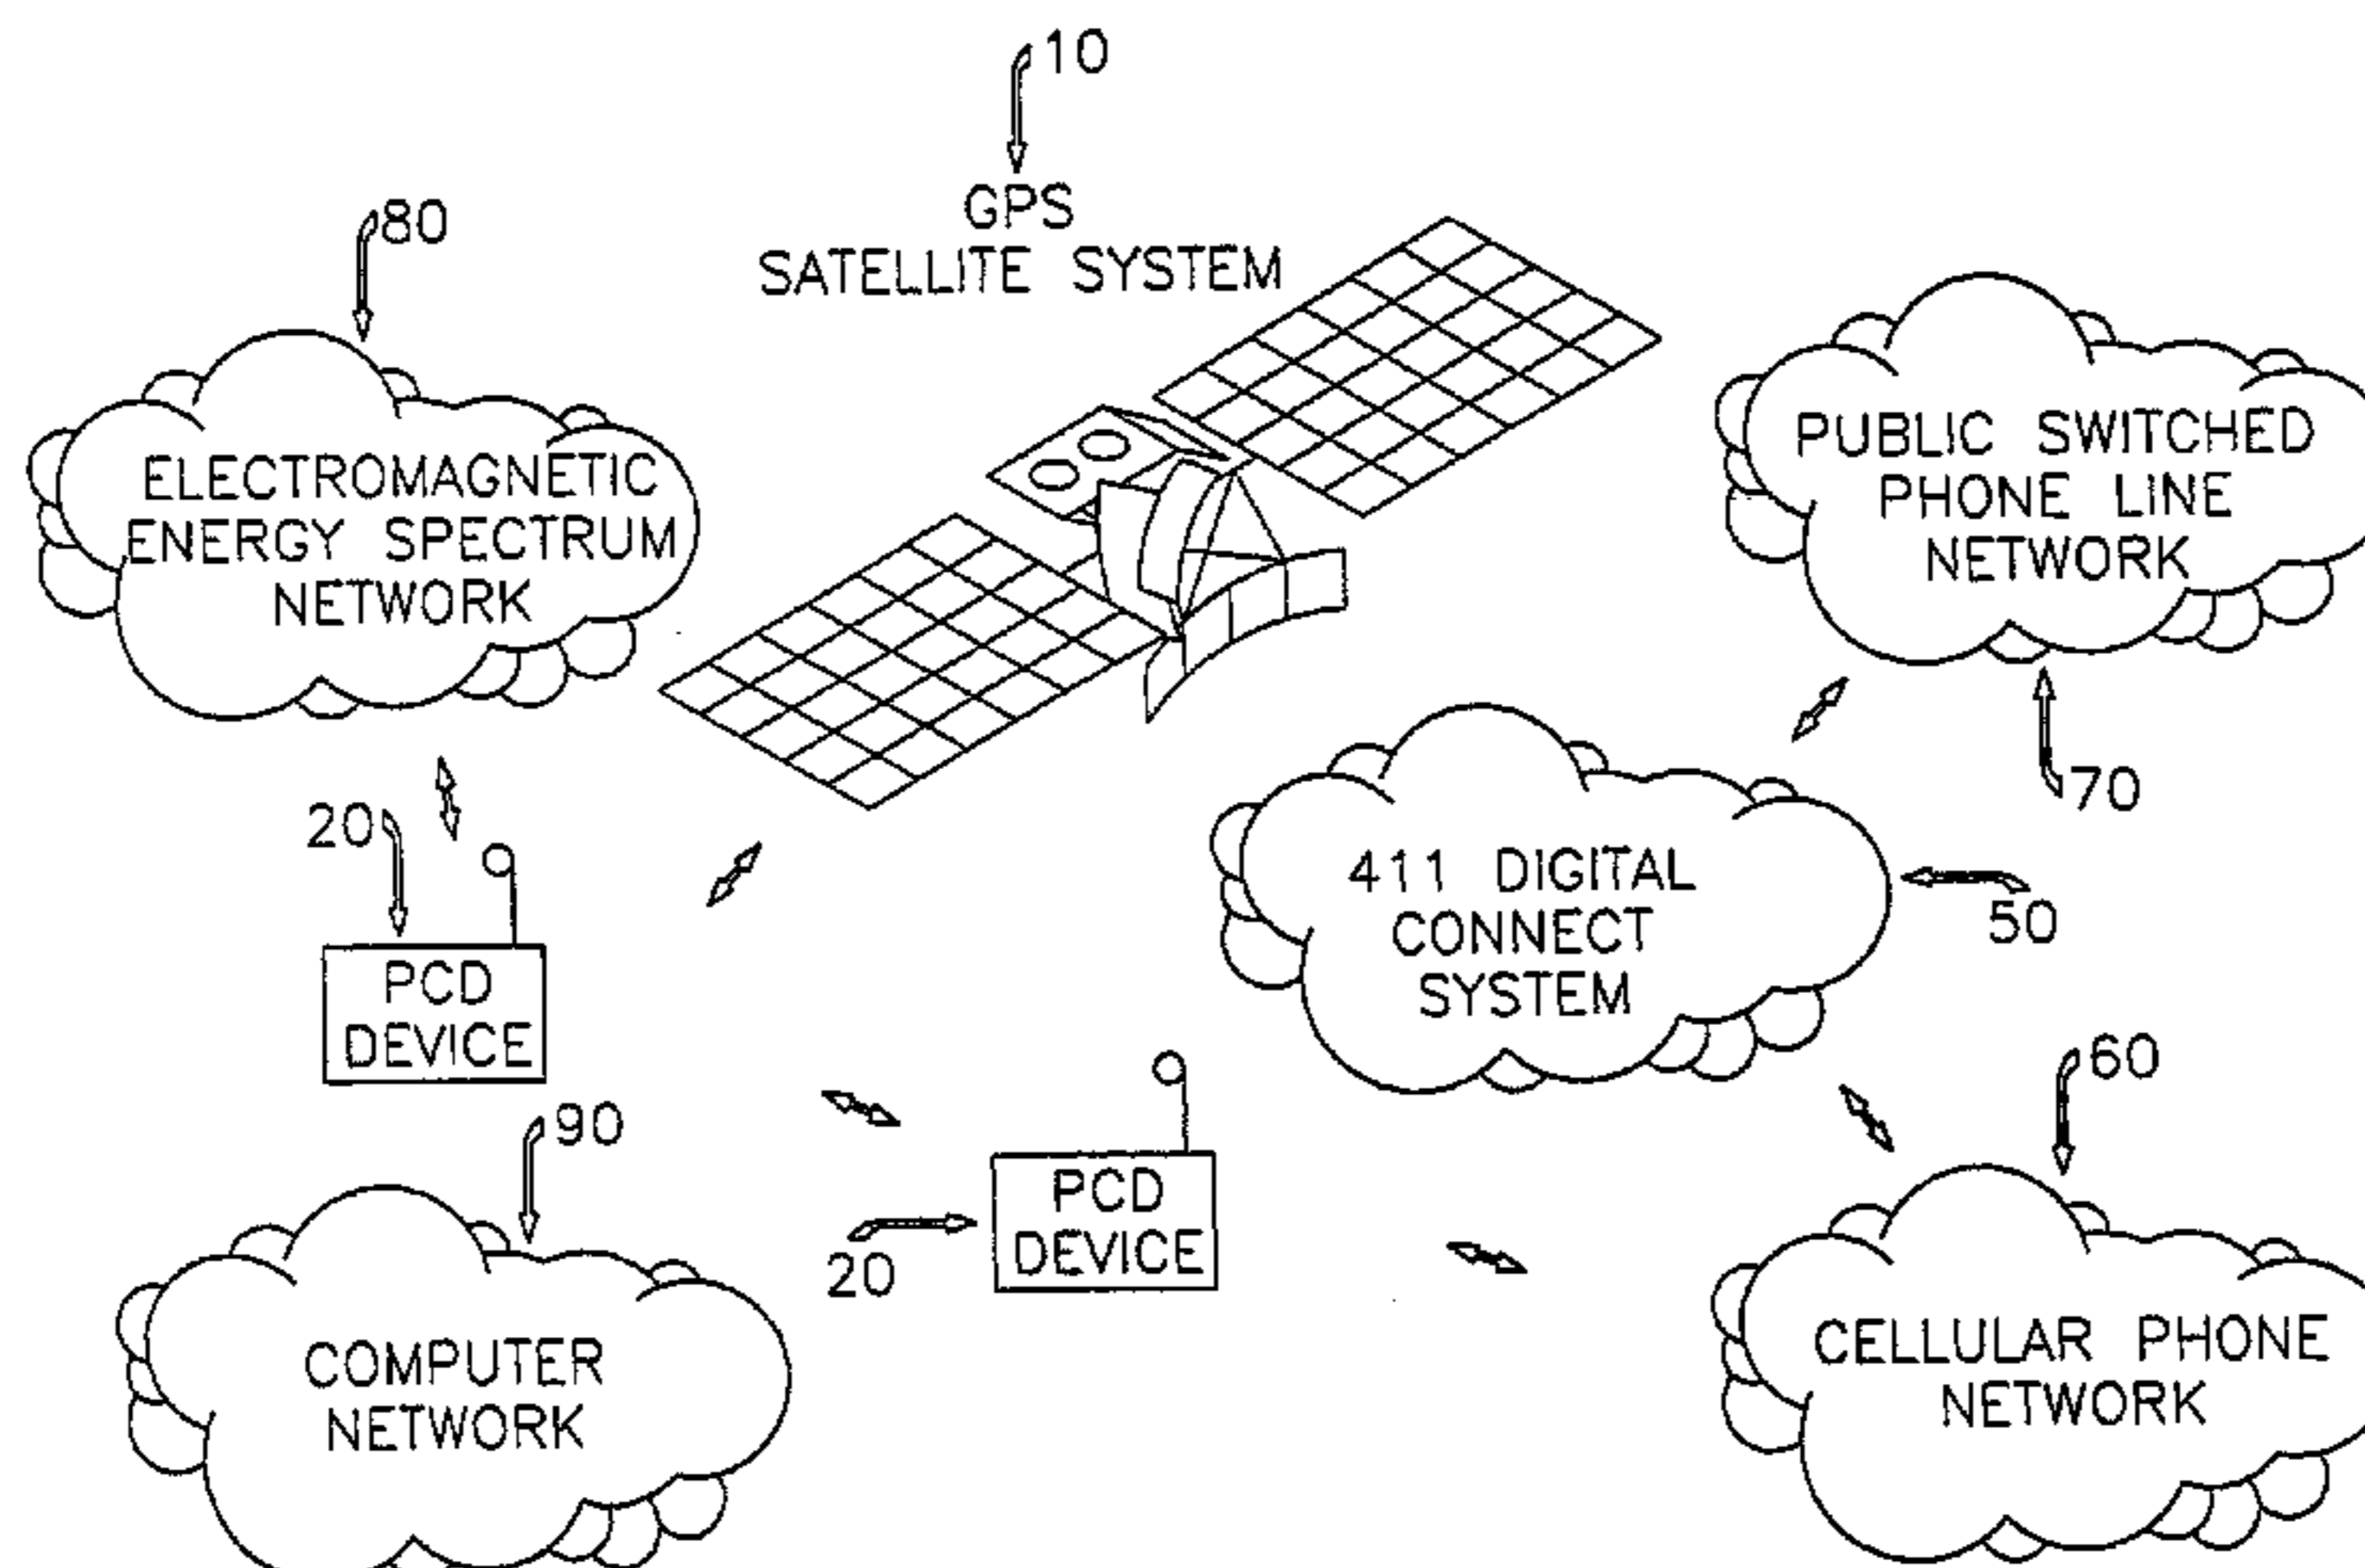 10
GPS
SATELLITE SYSTEM
80
ELECTROMAGNETIC
ENERGY SPECTRUM
NETWORK
PUBLIC SWITCHED
PHONE LINE
NETWORK
70
20
PCD
DEVICE
411 DIGITAL
CONNECT
SYSTEM
50
60
90
COMPUTER
NETWORK
20
PCD
DEVICE
CELLULAR PHONE
NETWORK